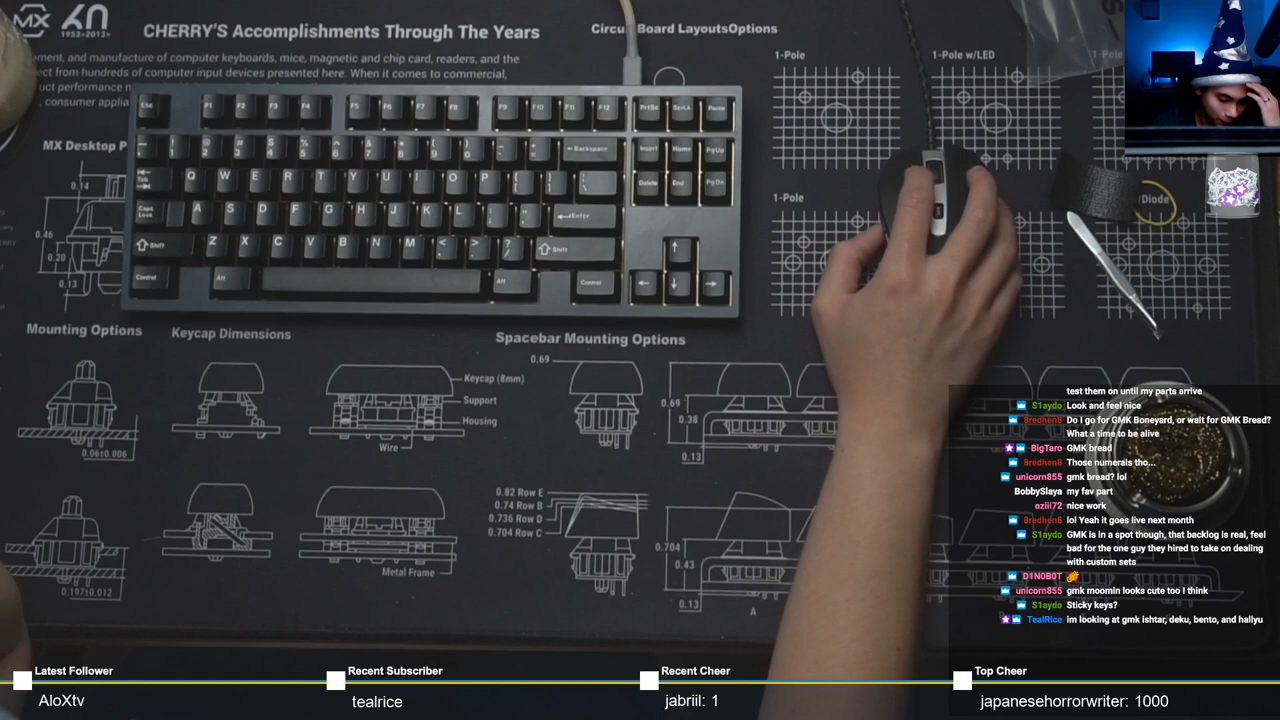 MX
1953>2013>
CHERRY'S Accomplishments Through The Years
ment, and manufacture of computer keyboards, mice, magnetic and chip card, readers, and the
ect from hundreds of computer input devices presented here. When it comes to commercial,
uct performance
, consumer applia
Board LayoutsOptions
1-Pole
1-Pole w/LED
1-Pole
/Diode
MX Desktop P
0.14
0.46
0.20
0.13
Esc F1 F2 F3 F4 F5 F6 F7 F8 F9 F10 F11 F12 PrtSc ScrLk Pause
Backspace Insert Home PgUp
Tab Q W E R T Y U I O P Delete End PgDn
Caps Lock A S D F G H J K L Enter
Shift Z X C V B N M Shift
Control Alt Alt Control
Mounting Options
Keycap Dimensions
Spacebar Mounting Options
Keycap (8mm)
Support
Housing
Wire
0.06±0.006
0.69
0.69
0.38
0.13
0.82 Row E
0.74 Row B
0.736 Row D
0.704 Row C
0.704
0.43
0.13
A
Metal Frame
0.197±0.012
test them on until my parts arrive
S1aydo Look and feel nice
8redhen8 Do I go for GMK Boneyard, or wait for GMK Bread?
What a time to be alive
BigTaro GMK bread
8redhen8 Those numerals tho...
unicorn855 gmk bread? lol
BobbySlaya my fav part
oziii72 nice work
8redhen8 lol Yeah it goes live next month
S1aydo GMK is in a spot though, that backlog is real, feel
bad for the one guy they hired to take on dealing
with custom sets
D1N0B0T
unicorn855 gmk moomin looks cute too I think
S1aydo Sticky keys?
TealRice im looking at gmk ishtar, deku, bento, and hallyu
Latest Follower
AloXtv
Recent Subscriber
tealrice
Recent Cheer
jabriil: 1
Top Cheer
japanesehorrorwriter: 1000